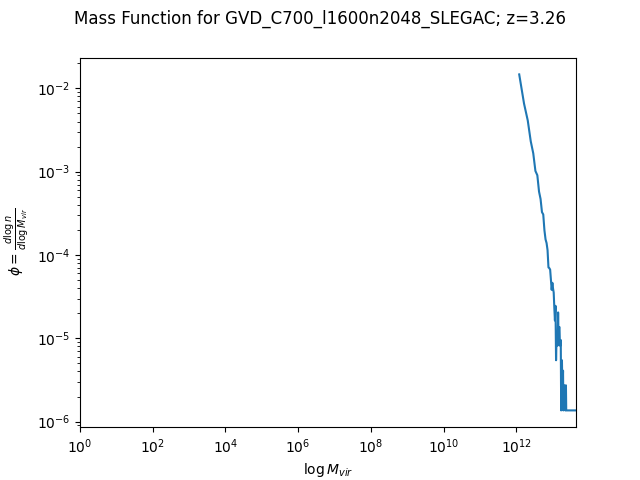 Mass Function for GVD_C700_l1600n2048_SLEGAC; z=3.26
10⁻²
10⁻³
10⁻⁴
10⁻⁵
10⁻⁶
ϕ = d log n / d log M_vir
10⁰ 10² 10⁴ 10⁶ 10⁸ 10¹⁰ 10¹²
log M_vir